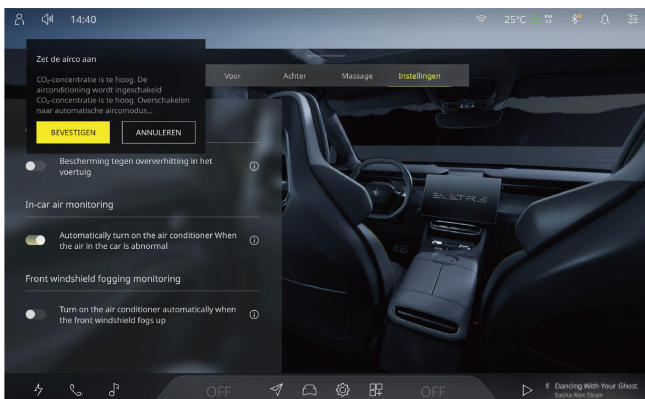 14:40
25°C PM 2.5
Zet de airco aan
CO₂-concentratie is te hoog. De
airconditioning wordt ingeschakeld
CO₂-concentratie is te hoog. Overschakelen
naar automatische aircomodus...
BEVESTIGEN ANNULEREN
Voor Achter Massage Instellingen
Bescherming tegen oververhitting in het
voertuig
In-car air monitoring
Automatically turn on the air conditioner When
the air in the car is abnormal
Front windshield fogging monitoring
Turn on the air conditioner automatically when
the front windshield fogs up
ELETRE
OFF OFF
Dancing With Your Ghost
Sasha Alex Sloan